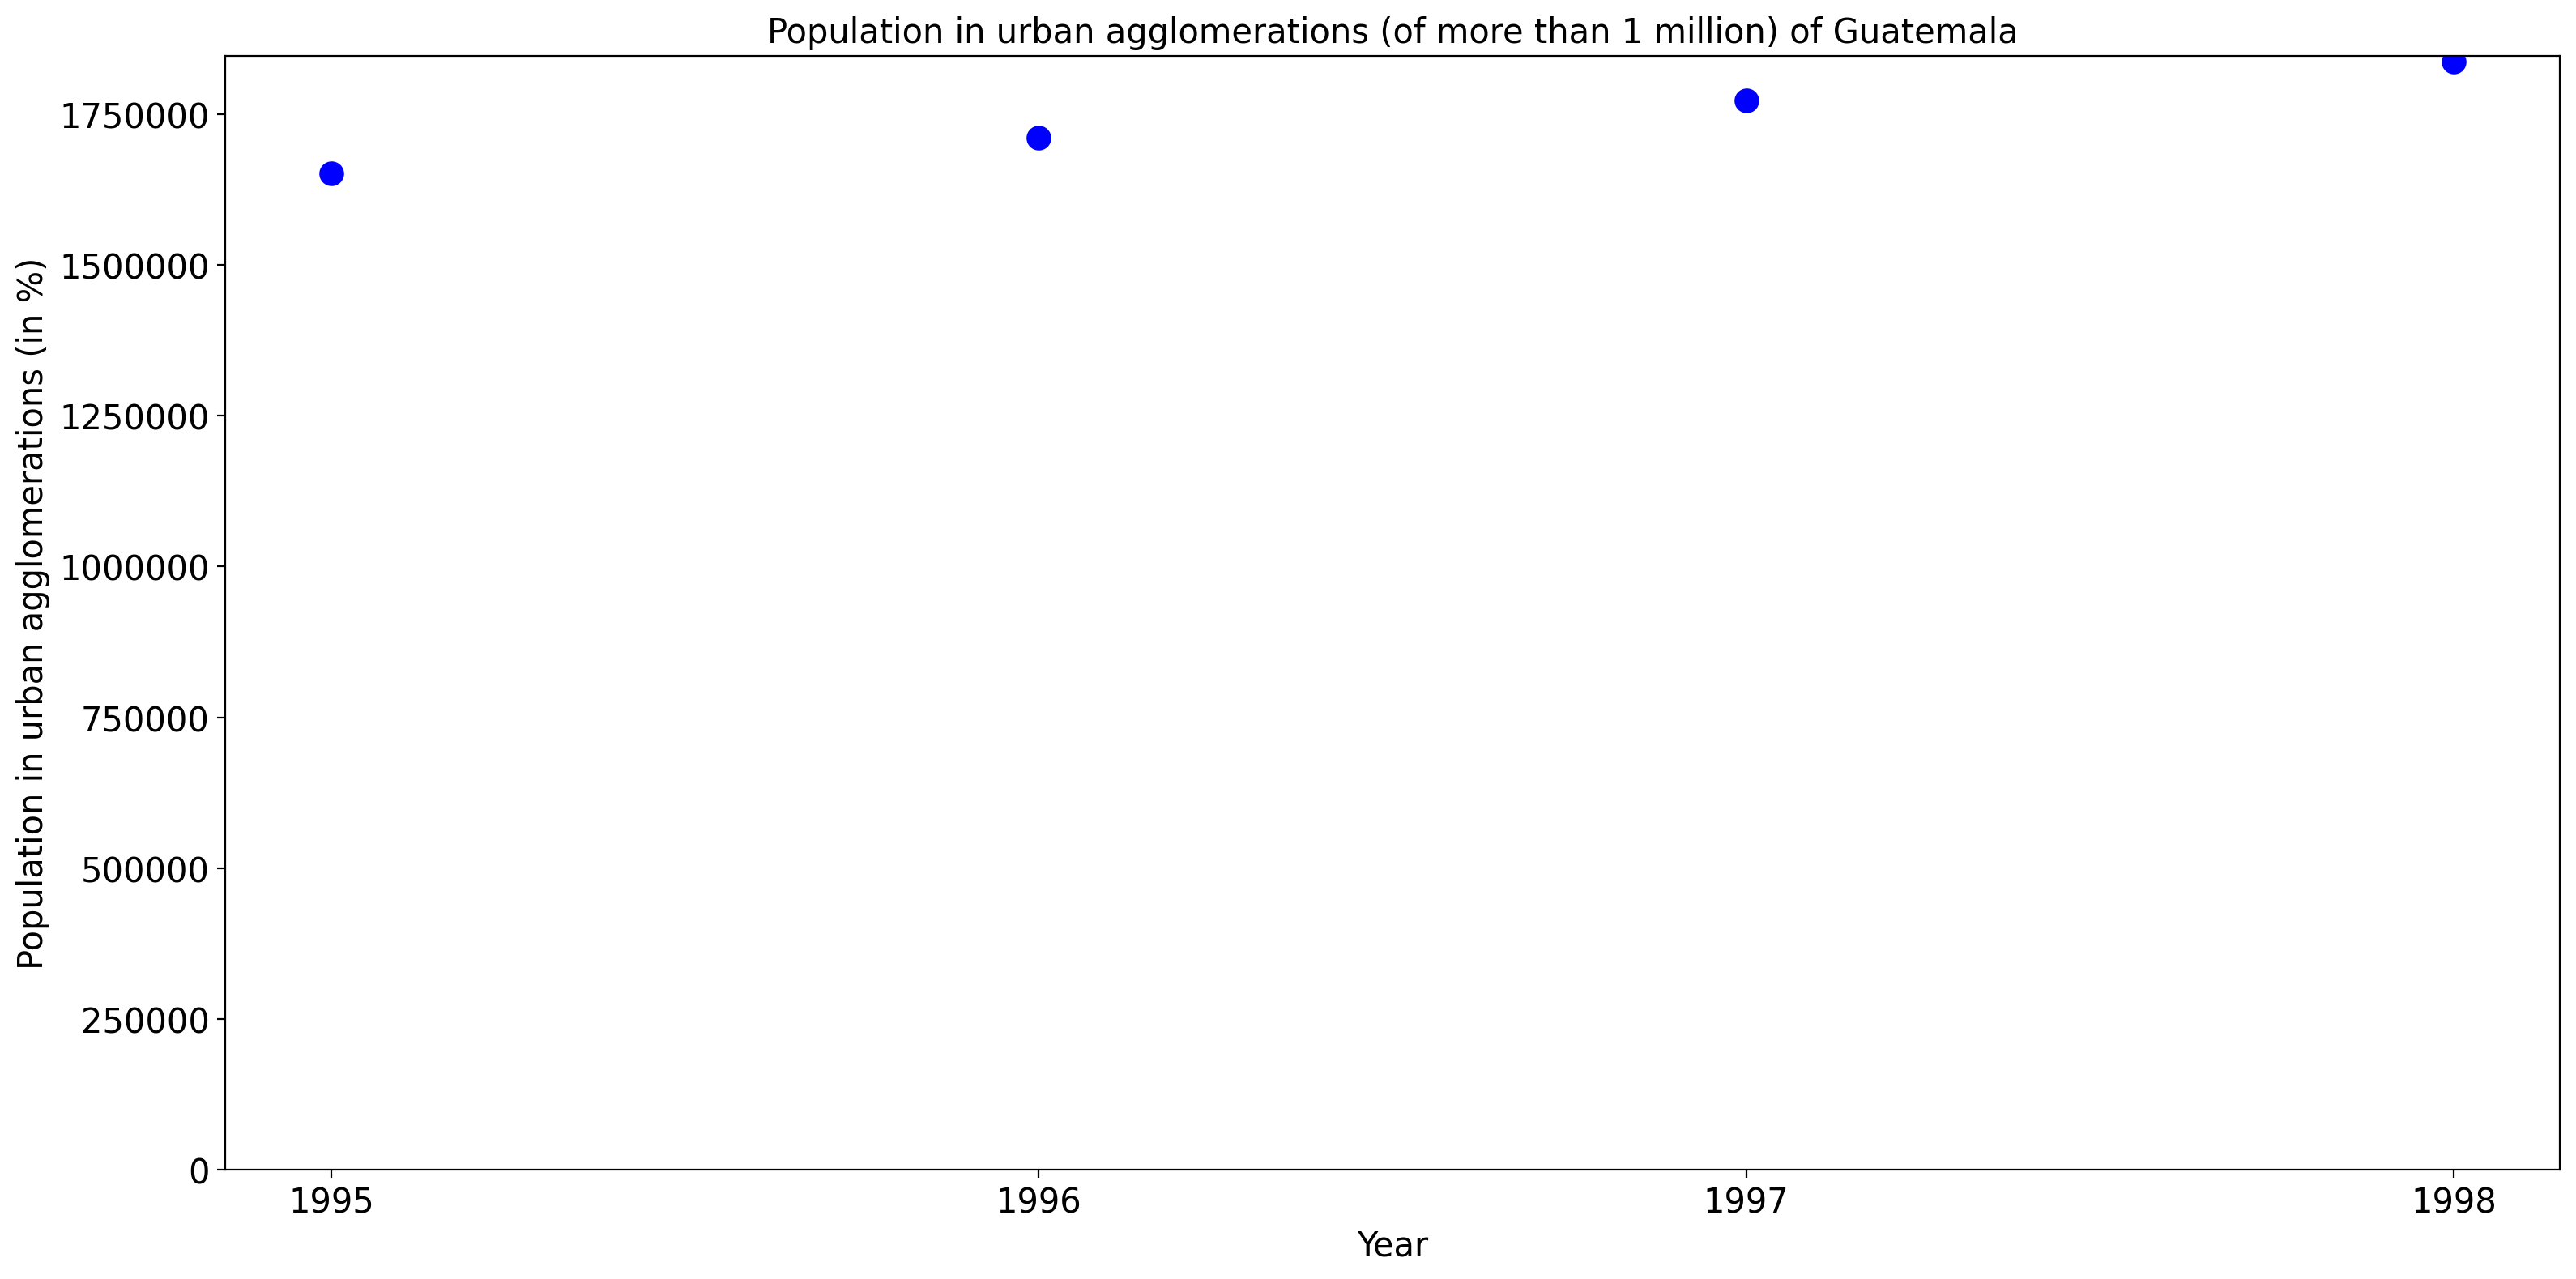 Population in urban agglomerations (of more than 1 million) of Guatemala
Population in urban agglomerations (in %)
1750000
1500000
1250000
1000000
750000
500000
250000
0
1995 1996 1997 1998
Year